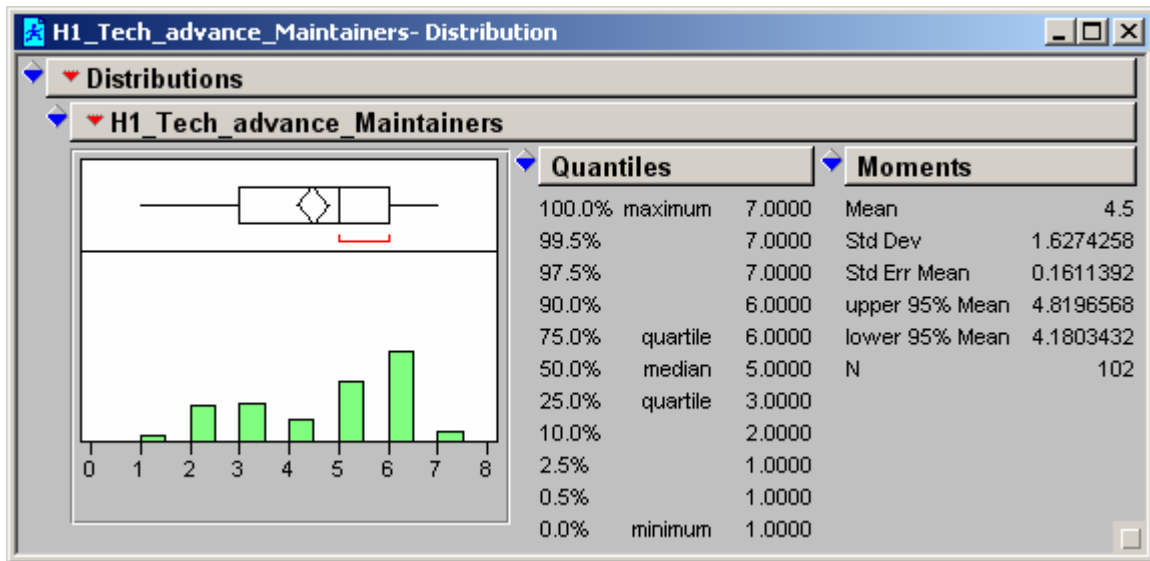 H1_Tech_advance_Maintainers- Distribution
Distributions
H1_Tech_advance_Maintainers
0 1 2 3 4 5 6 7 8
Quantiles
100.0% maximum 7.0000
99.5% 7.0000
97.5% 7.0000
90.0% 6.0000
75.0% quartile 6.0000
50.0% median 5.0000
25.0% quartile 3.0000
10.0% 2.0000
2.5% 1.0000
0.5% 1.0000
0.0% minimum 1.0000
Moments
Mean 4.5
Std Dev 1.6274258
Std Err Mean 0.1611392
upper 95% Mean 4.8196568
lower 95% Mean 4.1803432
N 102